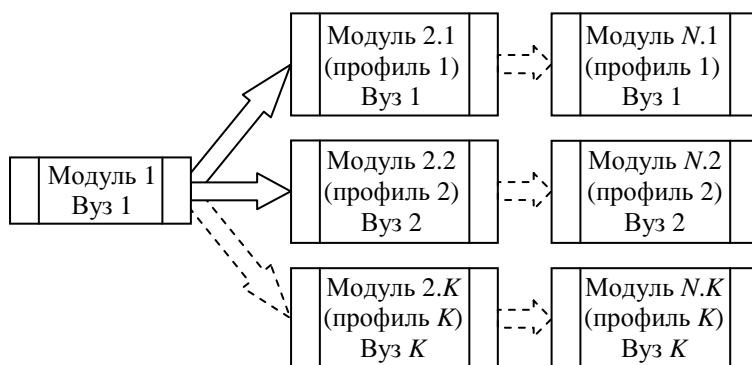 Модуль 2.1
(профиль 1)
Вуз 1
Модуль N.1
(профиль 1)
Вуз 1
Модуль 1
Вуз 1
Модуль 2.2
(профиль 2)
Вуз 2
Модуль N.2
(профиль 2)
Вуз 2
Модуль 2.K
(профиль K)
Вуз K
Модуль N.K
(профиль K)
Вуз K